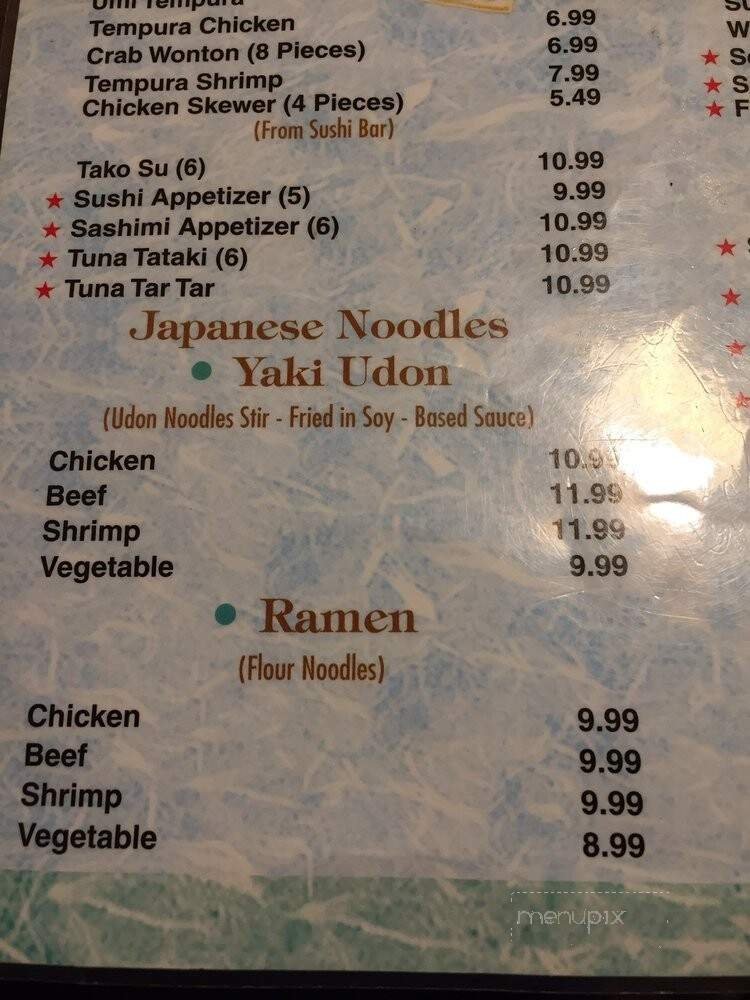 Umi Tempura
Tempura Chicken 6.99
Crab Wonton (8 Pieces) 6.99
Tempura Shrimp 7.99
Chicken Skewer (4 Pieces) 5.49
(From Sushi Bar)
Tako Su (6) 10.99
★ Sushi Appetizer (5) 9.99
★ Sashimi Appetizer (6) 10.99
★ Tuna Tataki (6) 10.99
★ Tuna Tar Tar 10.99
Japanese Noodles
• Yaki Udon
(Udon Noodles Stir - Fried in Soy - Based Sauce)
Chicken 10.99
Beef 11.99
Shrimp 11.99
Vegetable 9.99
• Ramen
(Flour Noodles)
Chicken 9.99
Beef 9.99
Shrimp 9.99
Vegetable 8.99
menupix